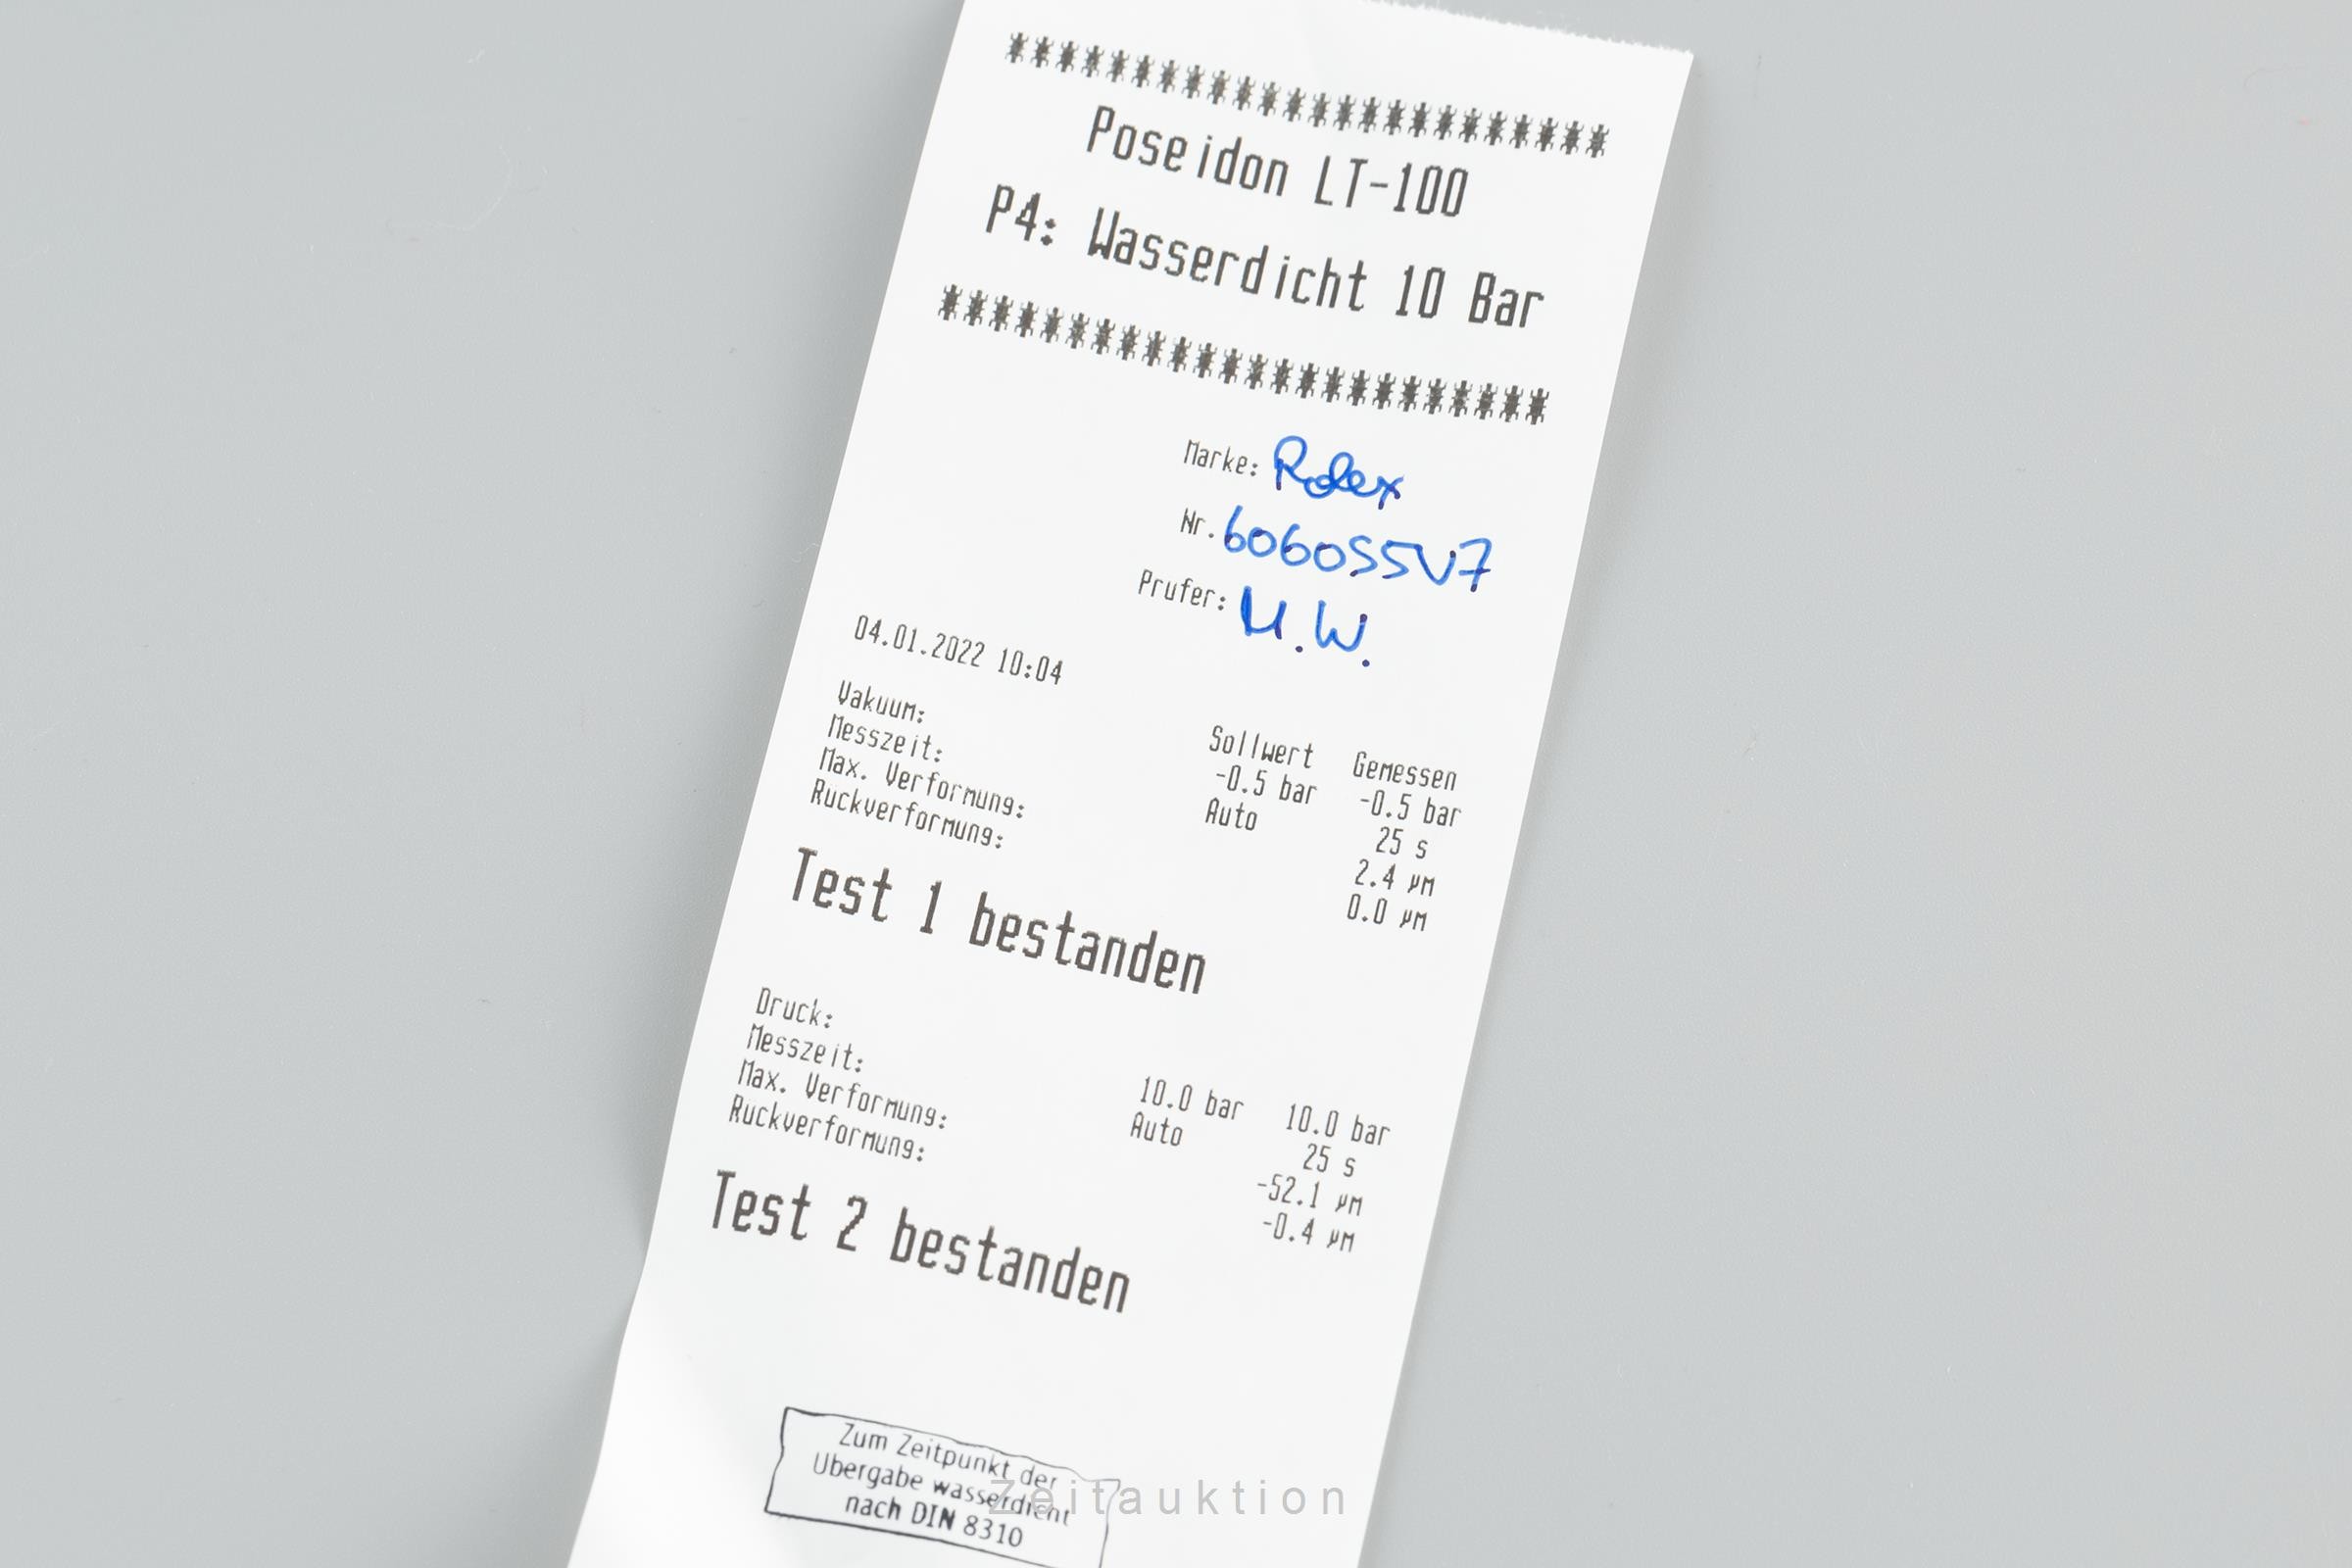 ************************
Poseidon LT-100
P4: Wasserdicht 10 Bar
************************
Marke: Rolex
Nr. 606055V7
Prufer: M.W.
04.01.2022 10:04
Sollwert Gemessen
Vakuum: -0.5 bar -0.5 bar
Messzeit: Auto 25 s
Max. Verformung: 2.4 µm
Ruckverformung: 0.0 µm
Test 1 bestanden
Druck: 10.0 bar 10.0 bar
Messzeit: Auto 25 s
Max. Verformung: -52.1 µm
Ruckverformung: -0.4 µm
Test 2 bestanden
Zum Zeitpunkt der
Übergabe wasserdicht
nach DIN 8310
Zeitauktion